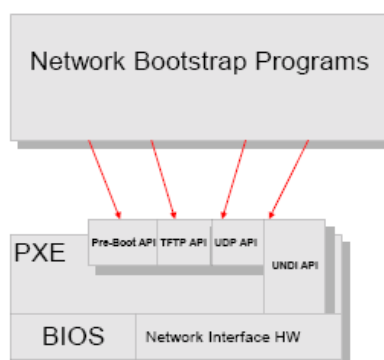 Network Bootstrap Programs
Pre-Boot API
TFTP API
UDP API
UNDI API
PXE
BIOS
Network Interface HW